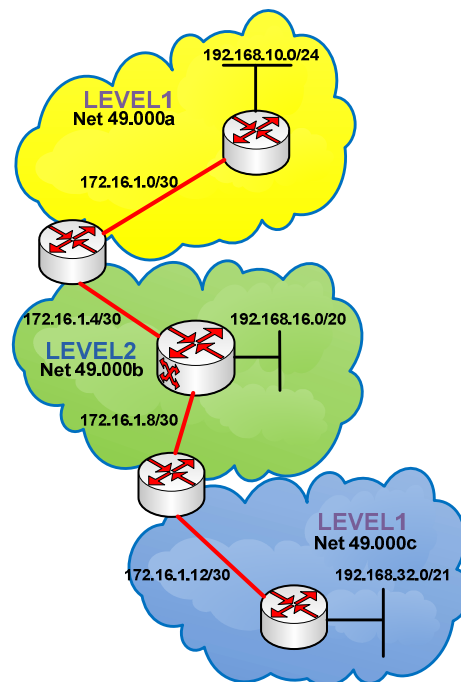 192.168.10.0/24
LEVEL1
Net 49.000a
172.16.1.0/30
172.16.1.4/30
192.168.16.0/20
LEVEL2
Net 49.000b
172.16.1.8/30
LEVEL1
Net 49.000c
172.16.1.12/30
192.168.32.0/21